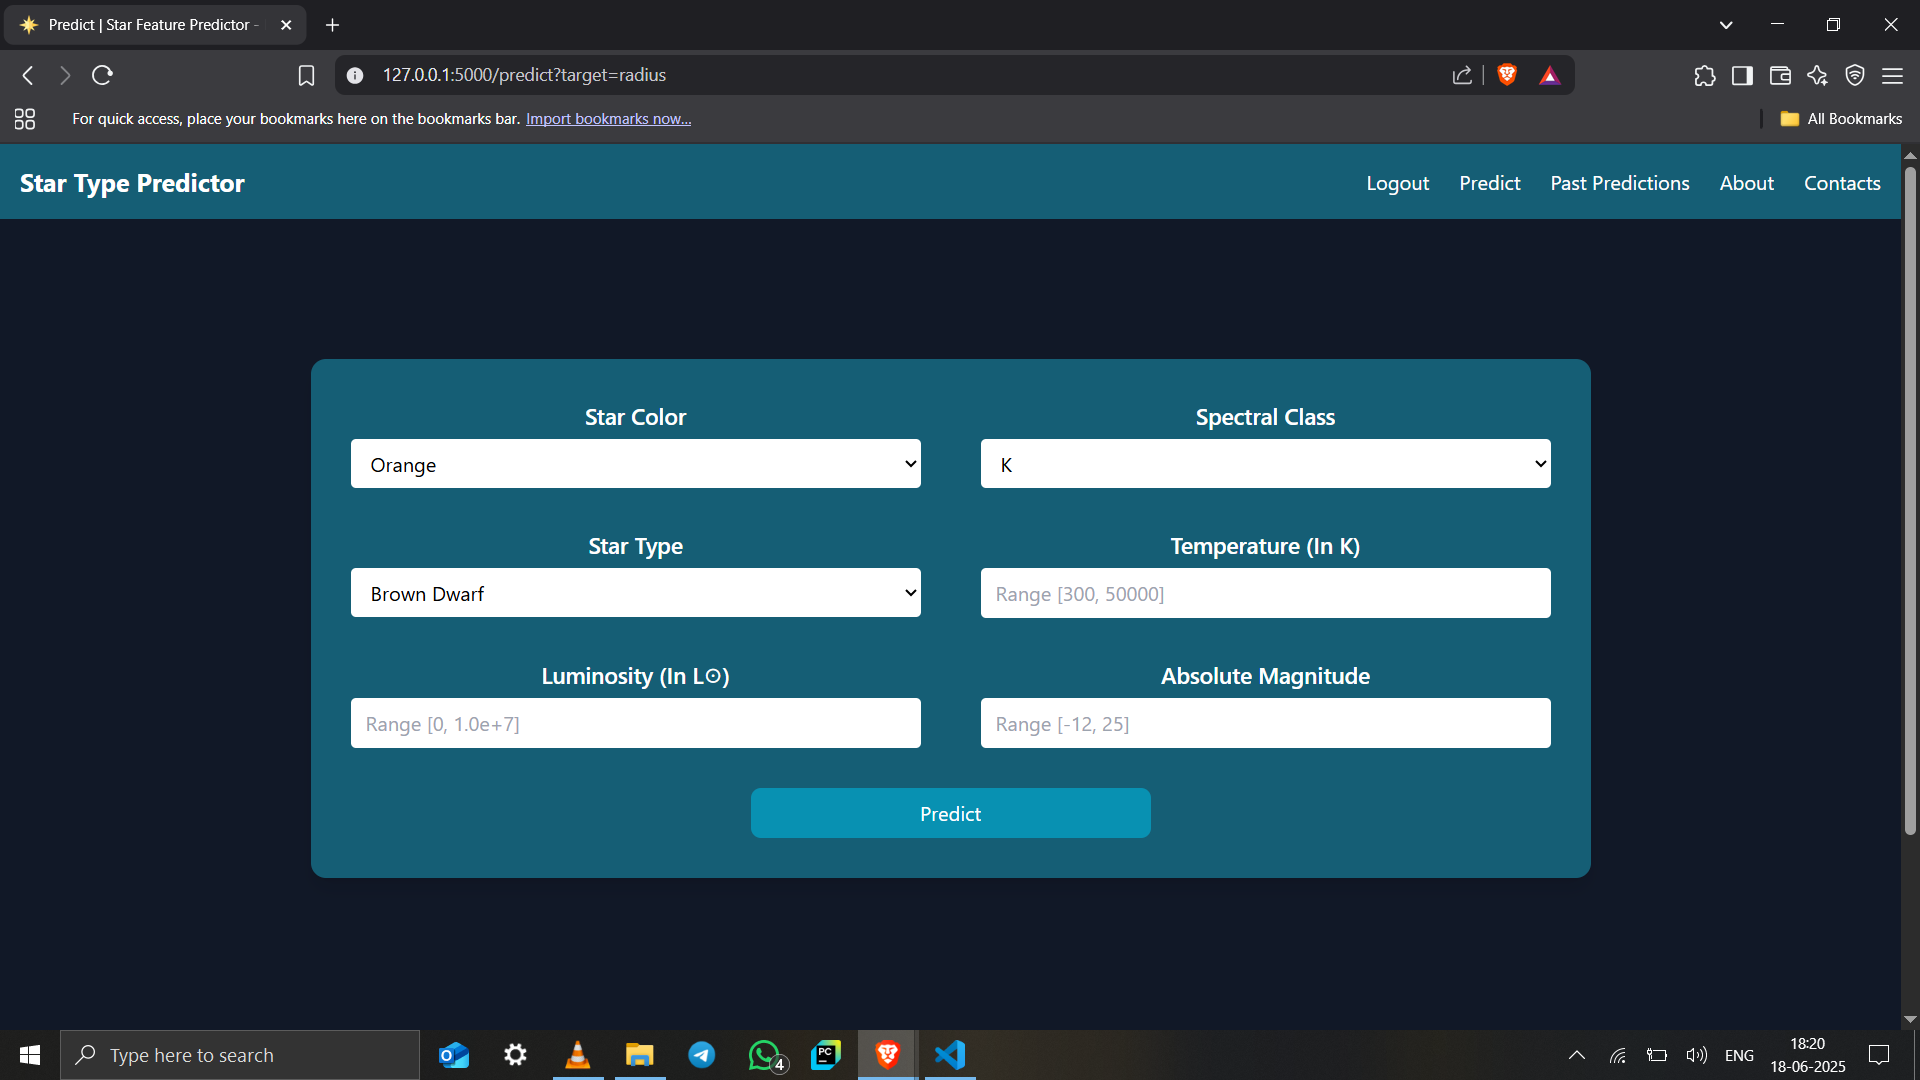 Predict | Star Feature Predictor -
127.0.0.1:5000/predict?target=radius
For quick access, place your bookmarks here on the bookmarks bar. Import bookmarks now...
All Bookmarks
Star Type Predictor
Logout
Predict
Past Predictions
About
Contacts
Star Color
Spectral Class
Orange
K
Star Type
Temperature (In K)
Brown Dwarf
Range [300, 50000]
Luminosity (In L⊙)
Absolute Magnitude
Range [0, 1.0e+7]
Range [-12, 25]
Predict
Type here to search
4
PC
ENG
18:20
18-06-2025